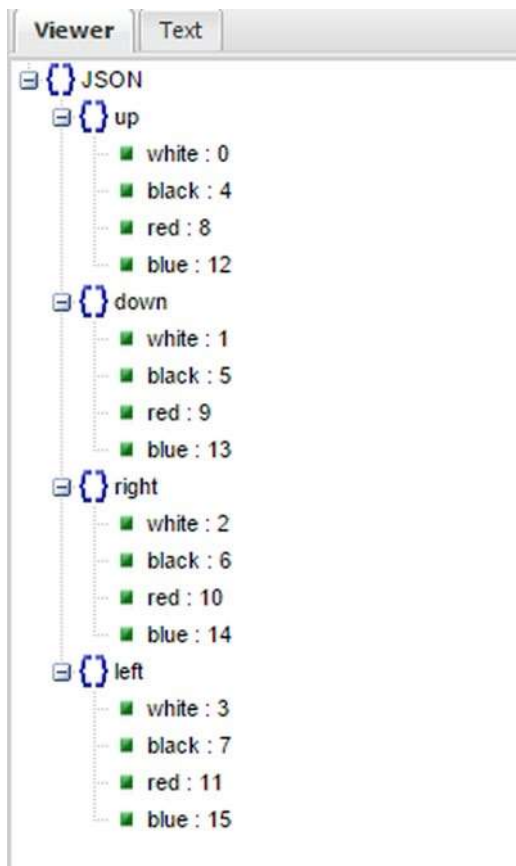 Viewer Text
{} JSON
{} up
white : 0
black : 4
red : 8
blue : 12
{} down
white : 1
black : 5
red : 9
blue : 13
{} right
white : 2
black : 6
red : 10
blue : 14
{} left
white : 3
black : 7
red : 11
blue : 15